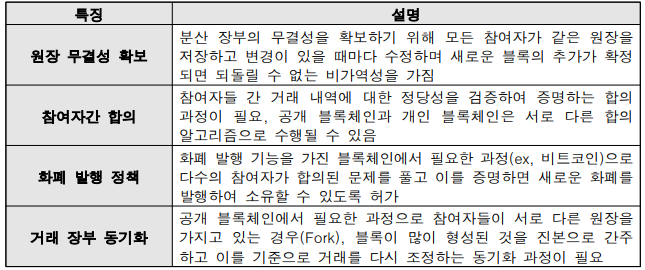 특징 설명
원장 무결성 확보
분산 장부의 무결성을 확보하기 위해 모든 참여자가 같은 원장을
저장하고 변경이 있을 때마다 수정하며 새로운 블록의 추가가 확정
되면 되돌릴 수 없는 비가역성을 가짐
참여자간 합의
참여자들 간 거래 내역에 대한 정당성을 검증하여 증명하는 합의
과정이 필요, 공개 블록체인과 개인 블록체인은 서로 다른 합의
알고리즘으로 수행될 수 있음
화폐 발행 정책
화폐 발행 기능을 가진 블록체인에서 필요한 과정(ex, 비트코인)으로
다수의 참여자가 합의된 문제를 풀고 이를 증명하면 새로운 화폐를
발행하여 소유할 수 있도록 허가
거래 장부 동기화
공개 블록체인에서 필요한 과정으로 참여자들이 서로 다른 원장을
가지고 있는 경우(Fork), 블록이 많이 형성된 것을 진본으로 간주
하고 이를 기준으로 거래를 다시 조정하는 동기화 과정이 필요